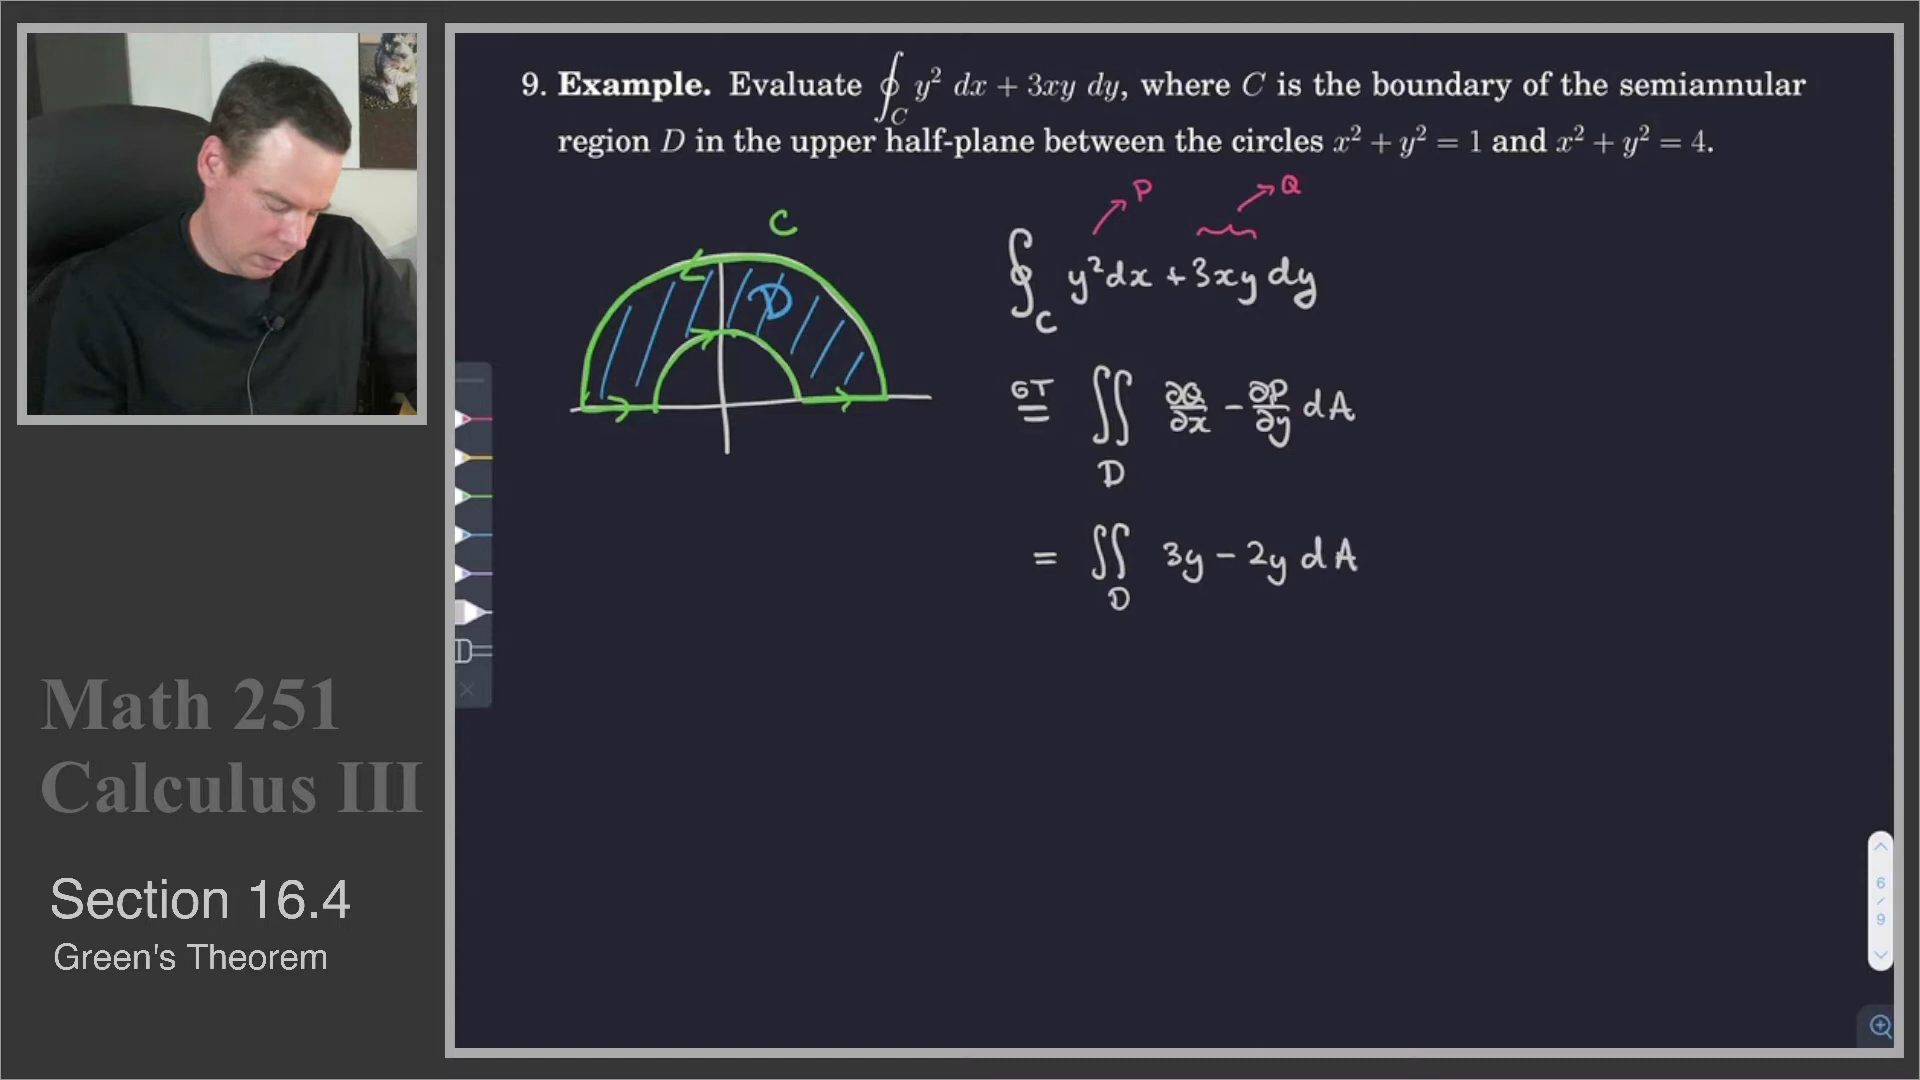 9. Example. Evaluate ∮_C y² dx + 3xy dy, where C is the boundary of the semiannular
region D in the upper half-plane between the circles x² + y² = 1 and x² + y² = 4.
P
Q
C
D
∮_C y²dx + 3xy dy
GT
= ∬_D ∂Q/∂x − ∂P/∂y dA
= ∬_D 3y − 2y dA
Math 251
Calculus III
Section 16.4
Green's Theorem
6
/
9